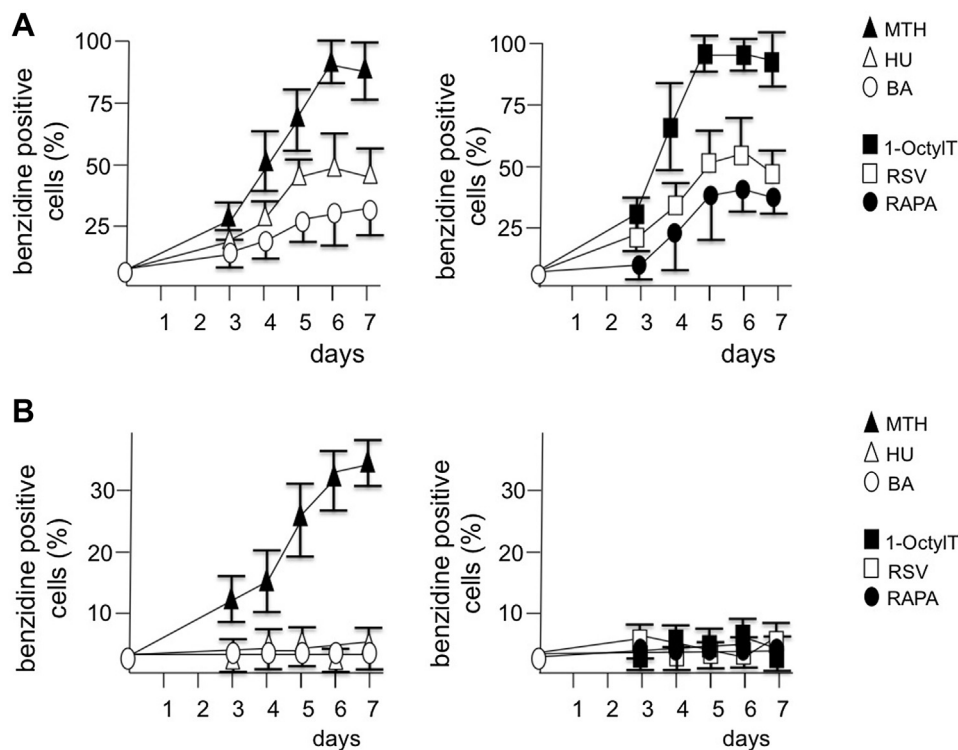 A
benzidine positive
cells (%)
100
75
50
25
1 2 3 4 5 6 7
days
benzidine positive
cells (%)
100
75
50
25
1 2 3 4 5 6 7
days
MTH
HU
BA
1-OctylT
RSV
RAPA
B
benzidine positive
cells (%)
30
20
10
1 2 3 4 5 6 7
days
benzidine positive
cells (%)
30
20
10
1 2 3 4 5 6 7
days
MTH
HU
BA
1-OctylT
RSV
RAPA